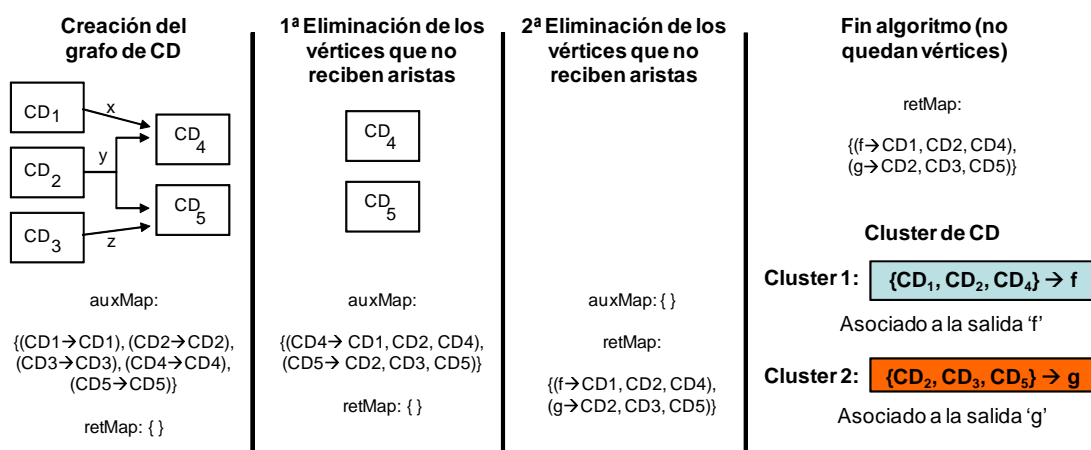 Creación del
grafo de CD
CD1
x
CD2
y
CD3
z
CD4
CD5
auxMap:
{(CD1→CD1), (CD2→CD2),
(CD3→CD3), (CD4→CD4),
(CD5→CD5)}
retMap: { }
1ª Eliminación de los
vértices que no
reciben aristas
CD4
CD5
auxMap:
{(CD4→ CD1, CD2, CD4),
(CD5→ CD2, CD3, CD5)}
retMap: { }
2ª Eliminación de los
vértices que no
reciben aristas
auxMap: { }
retMap:
{(f→CD1, CD2, CD4),
(g→CD2, CD3, CD5)}
Fin algoritmo (no
quedan vértices)
retMap:
{(f→CD1, CD2, CD4),
(g→CD2, CD3, CD5)}
Cluster de CD
Cluster 1: {CD1, CD2, CD4} → f
Asociado a la salida ‘f’
Cluster 2: {CD2, CD3, CD5} → g
Asociado a la salida ‘g’